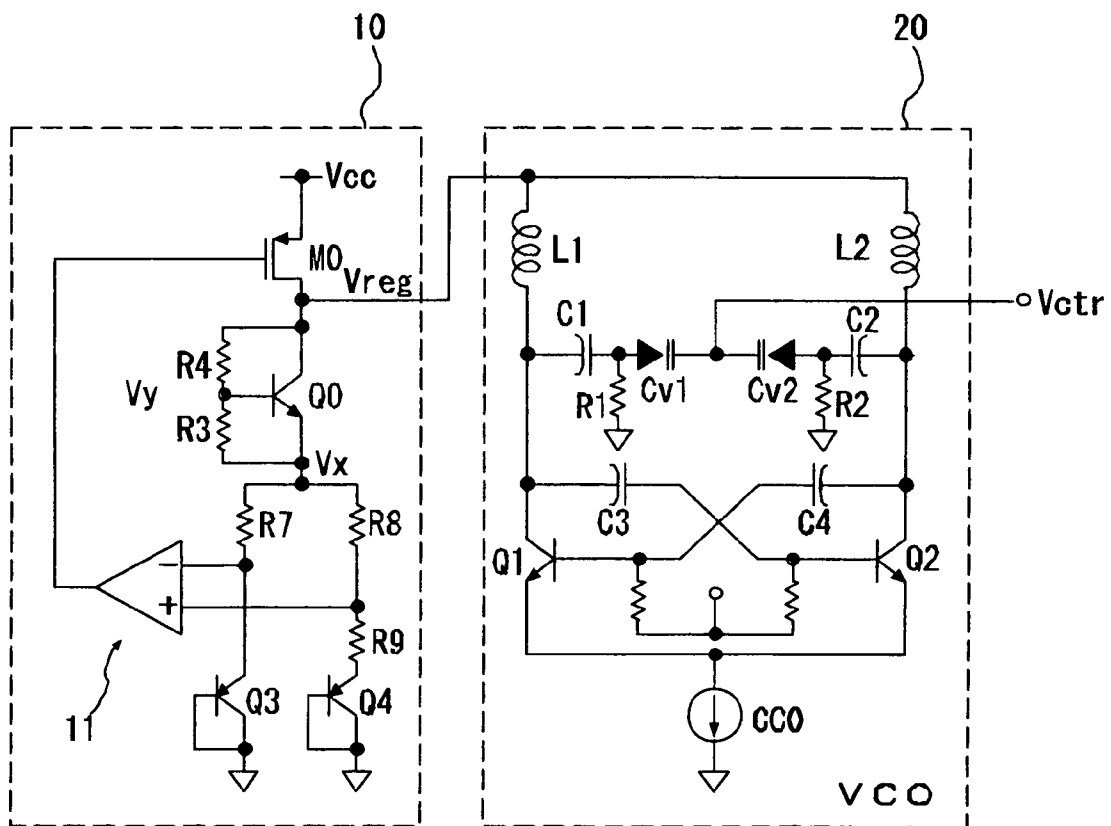 10
20
Vcc
M0
Vreg
L1
L2
Vctr
C1
C2
R4
Vy
Q0
Cv1
Cv2
R1
R2
R3
Vx
R7
R8
C3
C4
Q1
Q2
−
+
R9
11
Q3
Q4
CC0
VCO